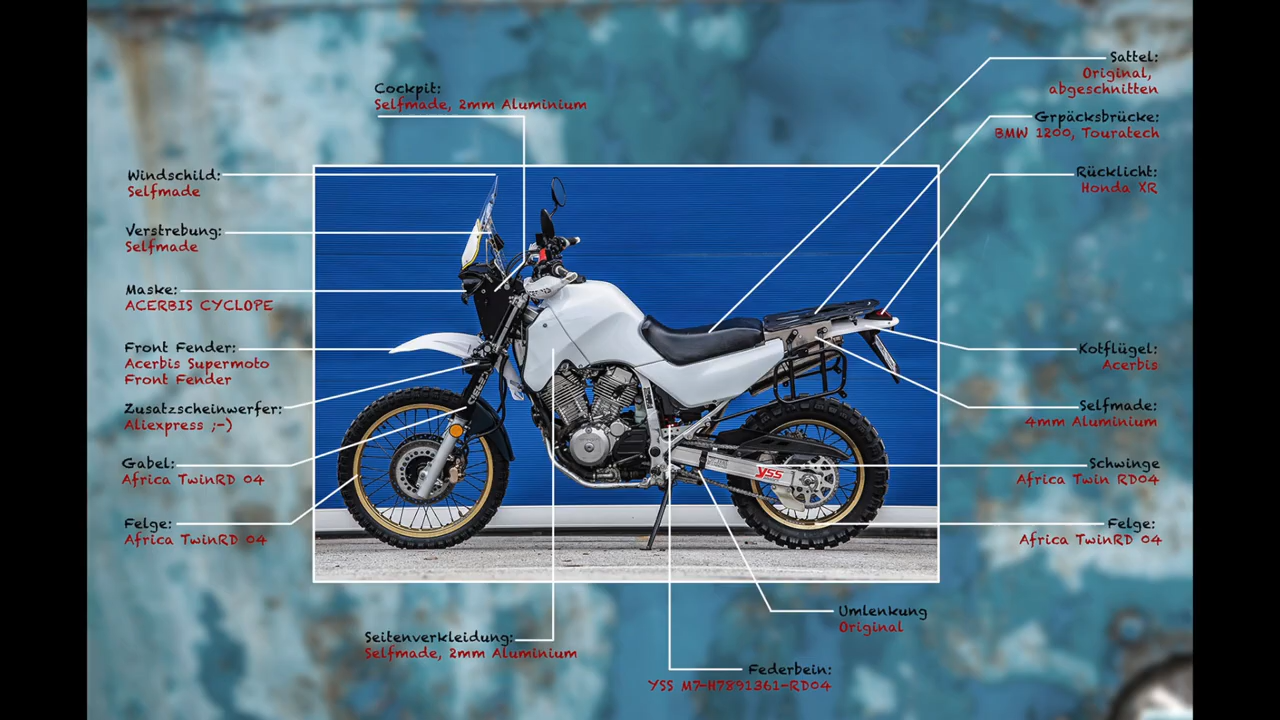 Cockpit:
Selfmade, 2mm Aluminium
Windschild:
Selfmade
Verstrebung:
Selfmade
Maske:
ACERBIS CYCLOPE
Front Fender:
Acerbis Supermoto
Front Fender
Zusatzscheinwerfer:
Aliexpress ;-)
Gabel:
Africa TwinRD 04
Felge:
Africa TwinRD 04
Seitenverkleidung:
Selfmade, 2mm Aluminium
Sattel:
Original,
abgeschnitten
Grpäcksbrücke:
BMW 1200, Touratech
Rücklicht:
Honda XR
Kotflügel:
Acerbis
Selfmade:
4mm Aluminium
Schwinge
Africa Twin RD04
Felge:
Africa TwinRD 04
Umlenkung
Original
Federbein:
YSS M7-H7891361-RD04
YSS